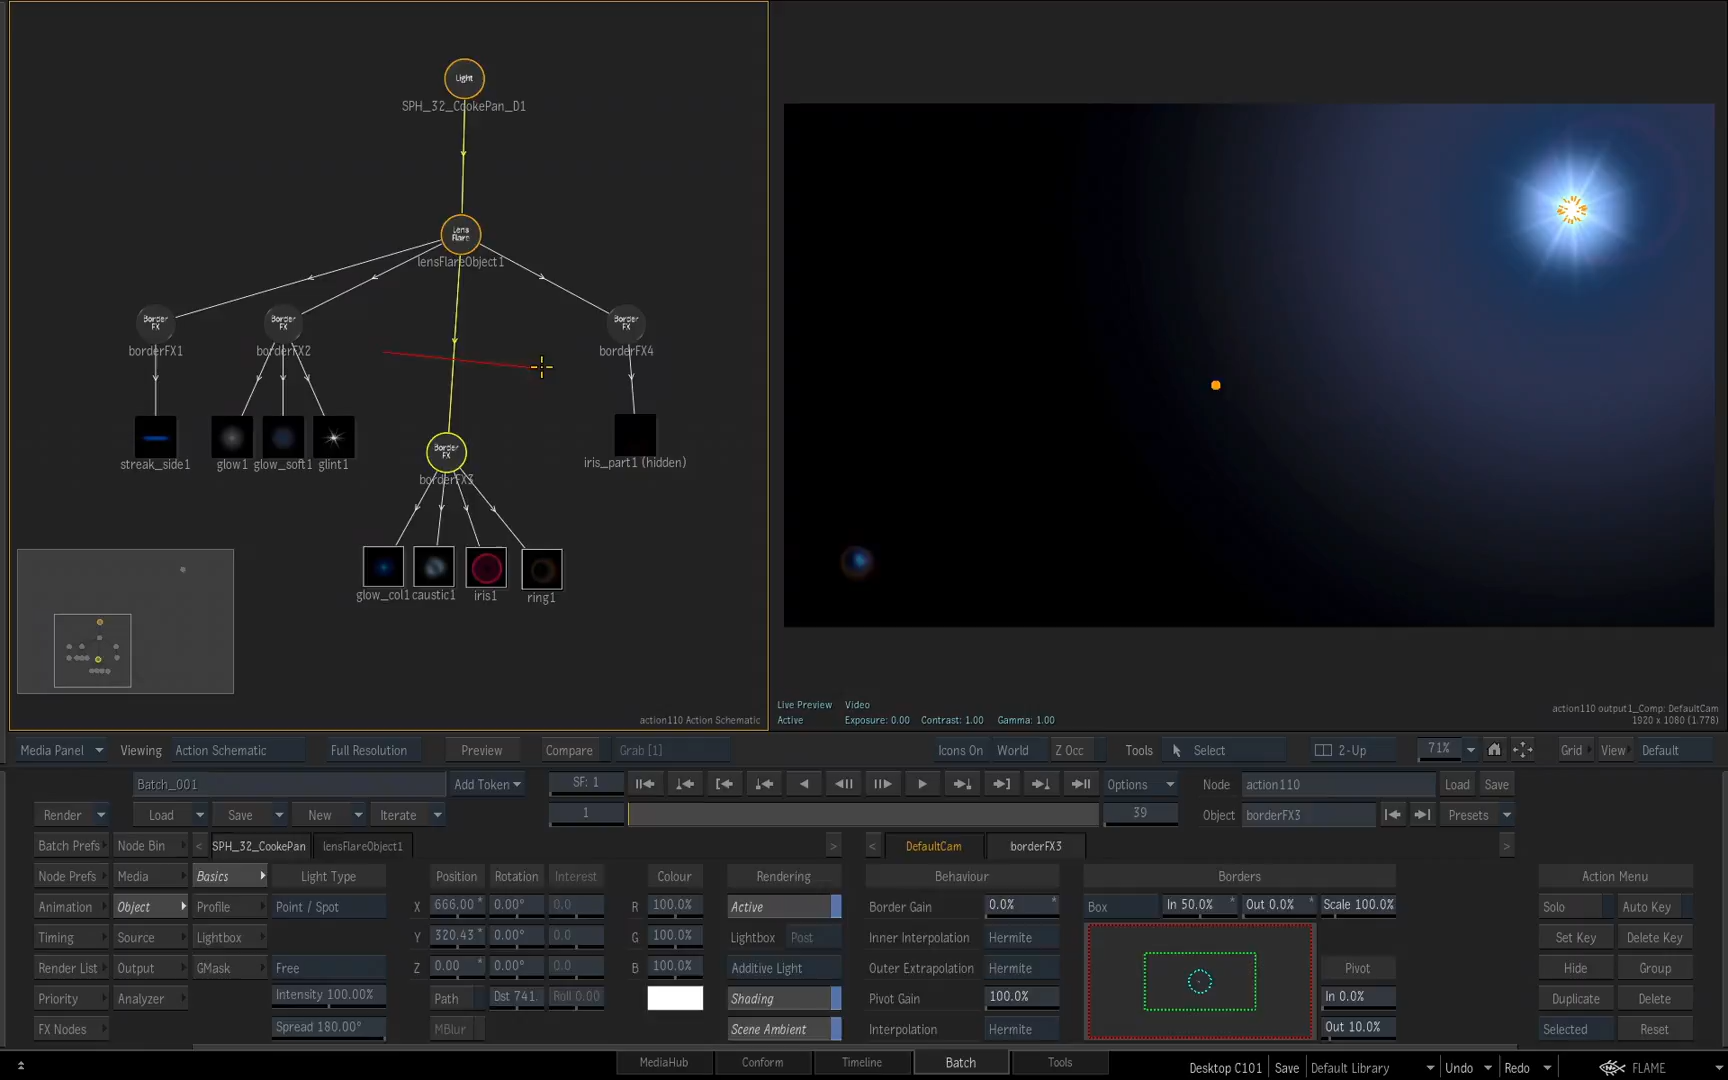 Light
SPH_32_CookePan_D1
Lens
Flare
lensFlareObject1
Border
FX
borderFX1
Border
FX
borderFX2
Border
FX
borderFX4
streak_side1
glow1
glow_soft1
glint1
iris_part1 (hidden)
Border
FX
borderFX3
glow_col1
caustic1
iris1
ring1
action110 Action Schematic
Live Preview Video
Active Exposure: 0.00 Contrast: 1.00 Gamma: 1.00
action110 output1_Comp: DefaultCam
1920 x 1080 (1.778)
Media Panel Viewing Action Schematic Full Resolution Preview Compare Grab [1] Icons On World Z Occ Tools Select 2-Up 71% Grid View Default
Batch_001 Add Token SF: 1 Options Node action110 Load Save
Render Load Save New Iterate 1 39 Object borderFX3 Presets
Batch Prefs Node Bin < SPH_32_CookePan lensFlareObject1 > < DefaultCam borderFX3 >
Node Prefs Media Basics Light Type Position Rotation Interest Colour Rendering Behaviour Borders Action Menu
Animation Object Profile Point / Spot X 666.00 * 0.00° 0.0 R 100.0% Active Border Gain 0.0% * Box In 50.0% * Out 0.0% * Scale 100.0% Solo Auto Key
Timing Source Lightbox Y 320.43 * 0.00° 0.0 G 100.0% Lightbox Post Inner Interpolation Hermite Set Key Delete Key
Render List Output GMask Free Z 0.00 * 0.00° 0.0 B 100.0% Additive Light Outer Extrapolation Hermite Pivot Hide Group
Priority Analyzer Intensity 100.00% Path Dst 741. Roll 0.00 Shading Pivot Gain 100.0% In 0.0% Duplicate Delete
FX Nodes Spread 180.00° MBlur Scene Ambient Interpolation Hermite Out 10.0% Selected Reset
MediaHub Conform Timeline Batch Tools Desktop C101 Save Default Library Undo Redo FLAME